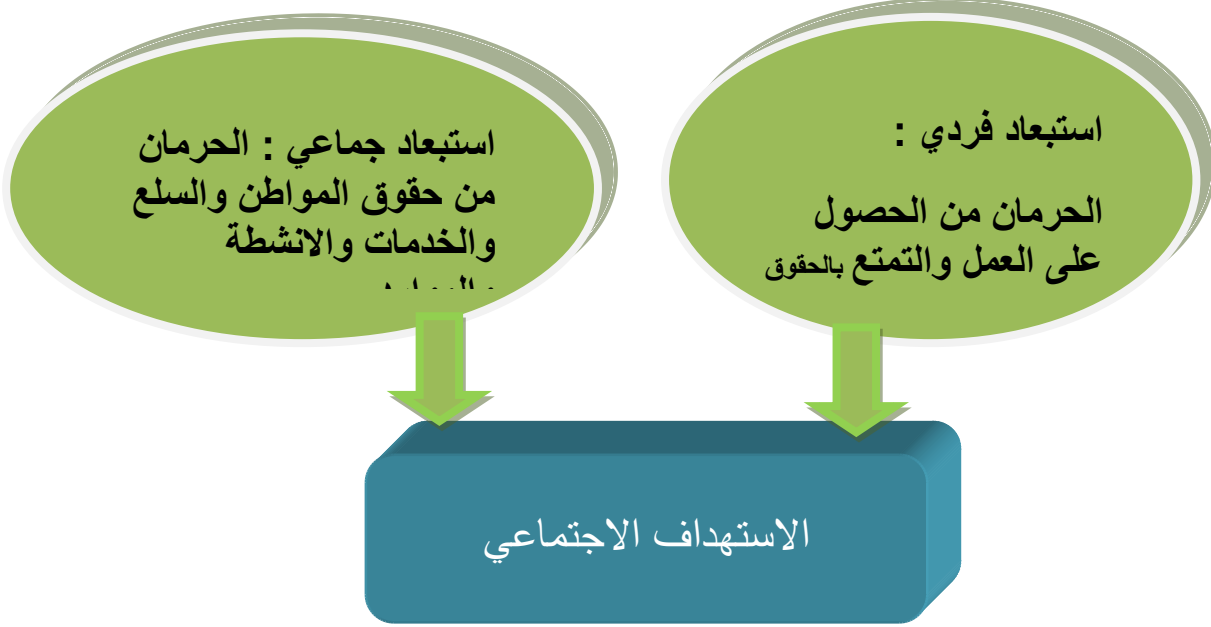 استبعاد فردي :
الحرمان من الحصول
على العمل والتمتع بالحقوق
استبعاد جماعي : الحرمان
من حقوق المواطن والسلع
والخدمات والانشطة
الاستهداف الاجتماعي